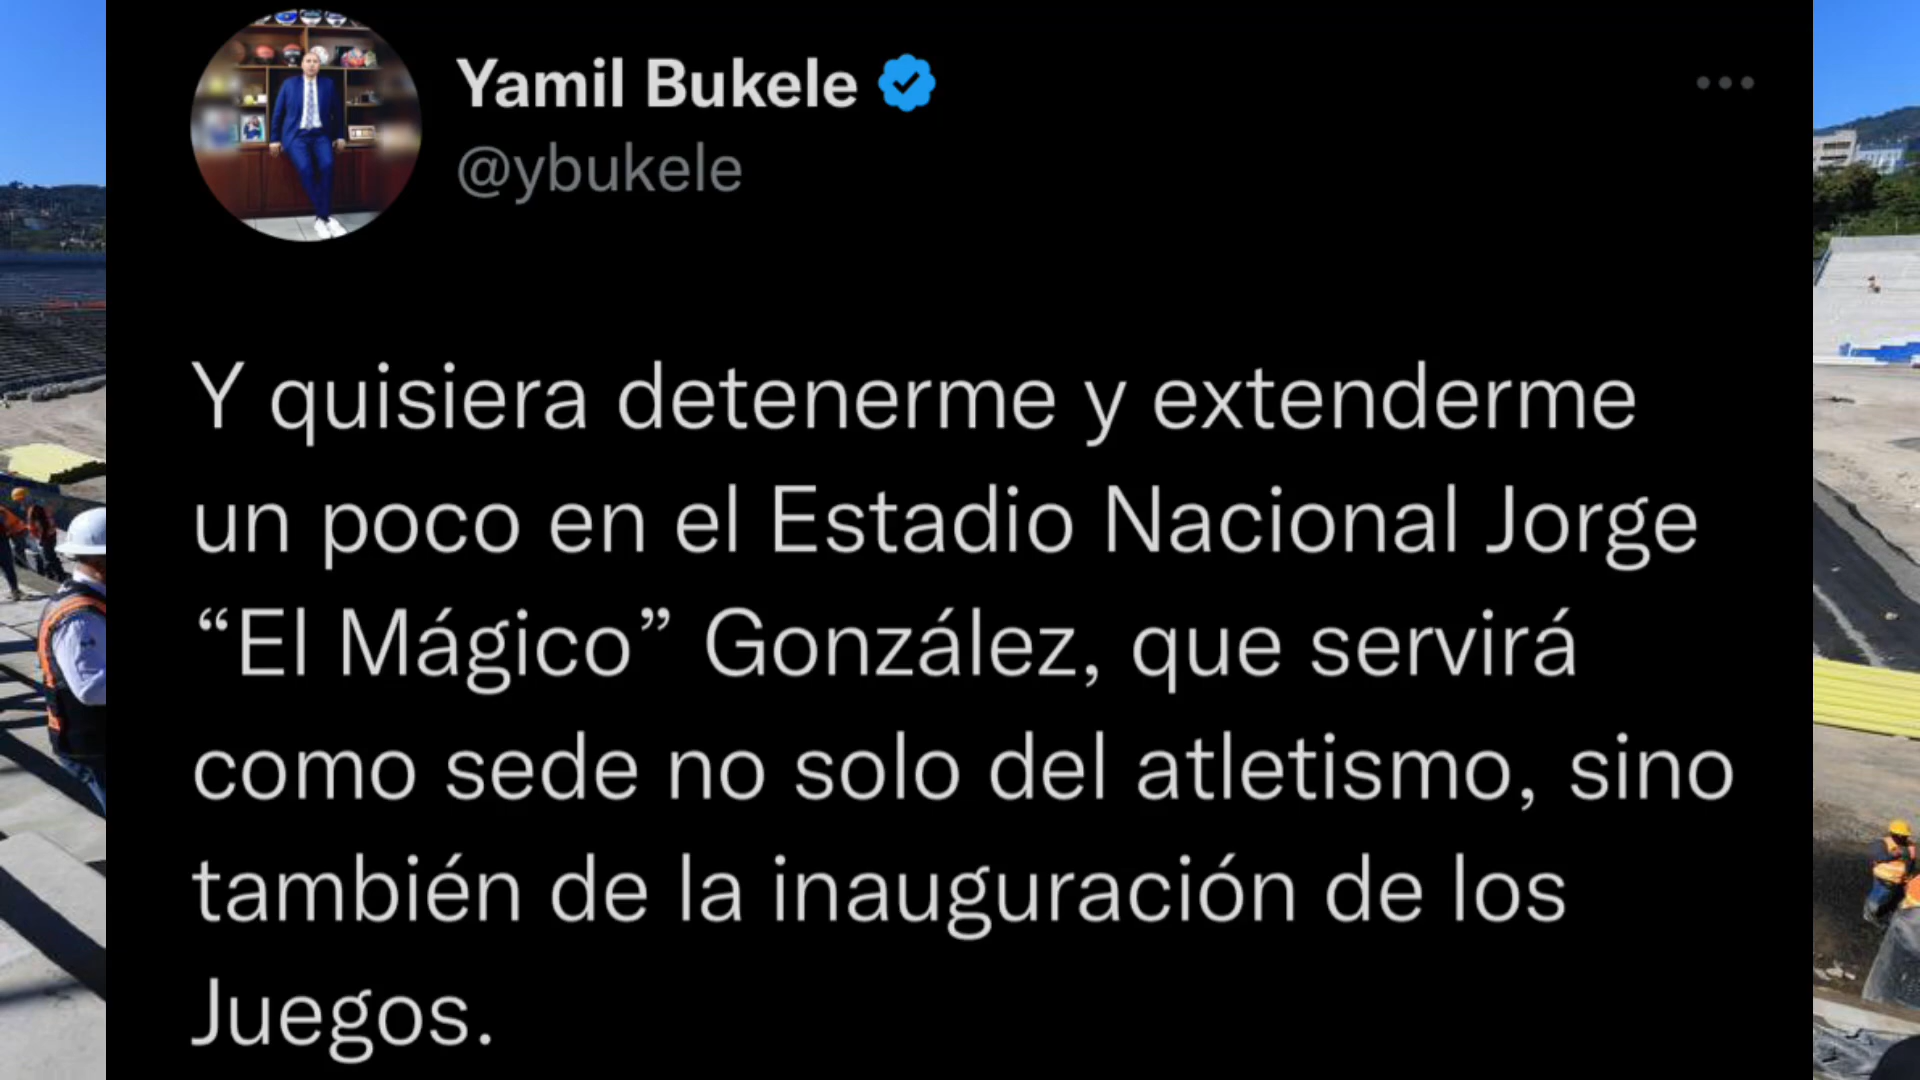 Yamil Bukele
@ybukele
Y quisiera detenerme y extenderme
un poco en el Estadio Nacional Jorge
“El Mágico” González, que servirá
como sede no solo del atletismo, sino
también de la inauguración de los
Juegos.